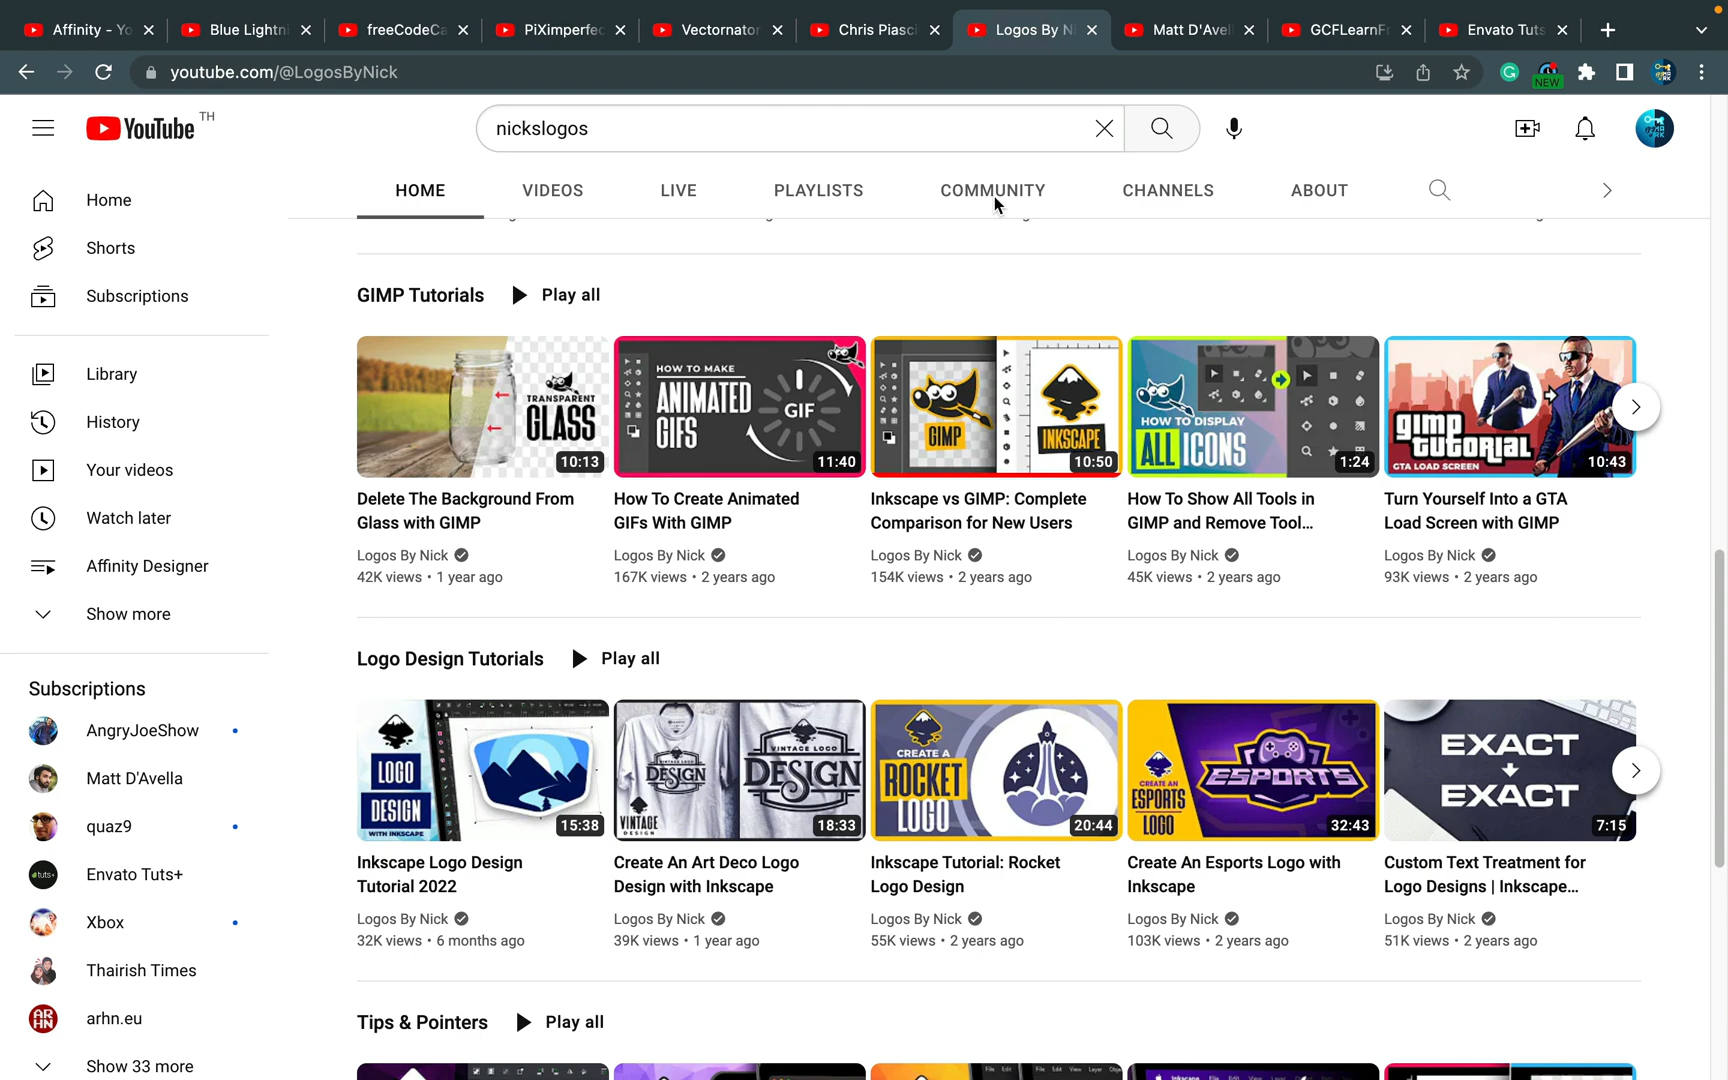 Affinity - Yo
Blue Lightni
freeCodeCa
PiXimperfec
Vectornator
Chris Piasci
Logos By Ni
Matt D'Avell
GCFLearnFr
Envato Tuts
youtube.com/@LogosByNick
NEW
YouTube TH
nickslogos
HOME VIDEOS LIVE PLAYLISTS COMMUNITY CHANNELS ABOUT
Home
Shorts
Subscriptions
Library
History
Your videos
Watch later
Affinity Designer
Show more
Subscriptions
AngryJoeShow
Matt D'Avella
quaz9
Envato Tuts+
Xbox
Thairish Times
arhn.eu
Show 33 more
GIMP Tutorials Play all
TRANSPARENT
GLASS
10:13
HOW TO MAKE
ANIMATED
GIFS
GIF
11:40
GIMP
INKSCAPE
10:50
HOW TO DISPLAY
ALL ICONS
1:24
gimp
TUTORIAL
GTA LOAD SCREEN
10:43
Delete The Background From
Glass with GIMP
Logos By Nick
42K views • 1 year ago
How To Create Animated
GIFs With GIMP
Logos By Nick
167K views • 2 years ago
Inkscape vs GIMP: Complete
Comparison for New Users
Logos By Nick
154K views • 2 years ago
How To Show All Tools in
GIMP and Remove Tool...
Logos By Nick
45K views • 2 years ago
Turn Yourself Into a GTA
Load Screen with GIMP
Logos By Nick
93K views • 2 years ago
Logo Design Tutorials Play all
LOGO
DESIGN
WITH INKSCAPE
15:38
DESIGN
VINTAGE LOGO
DESIGN
VINTAGE
DESIGN
18:33
CREATE A
ROCKET
LOGO
20:44
CREATE AN
ESPORTS
LOGO
ESPORTS
32:43
EXACT
EXACT
7:15
Inkscape Logo Design
Tutorial 2022
Logos By Nick
32K views • 6 months ago
Create An Art Deco Logo
Design with Inkscape
Logos By Nick
39K views • 1 year ago
Inkscape Tutorial: Rocket
Logo Design
Logos By Nick
55K views • 2 years ago
Create An Esports Logo with
Inkscape
Logos By Nick
103K views • 2 years ago
Custom Text Treatment for
Logo Designs | Inkscape...
Logos By Nick
51K views • 2 years ago
Tips & Pointers Play all